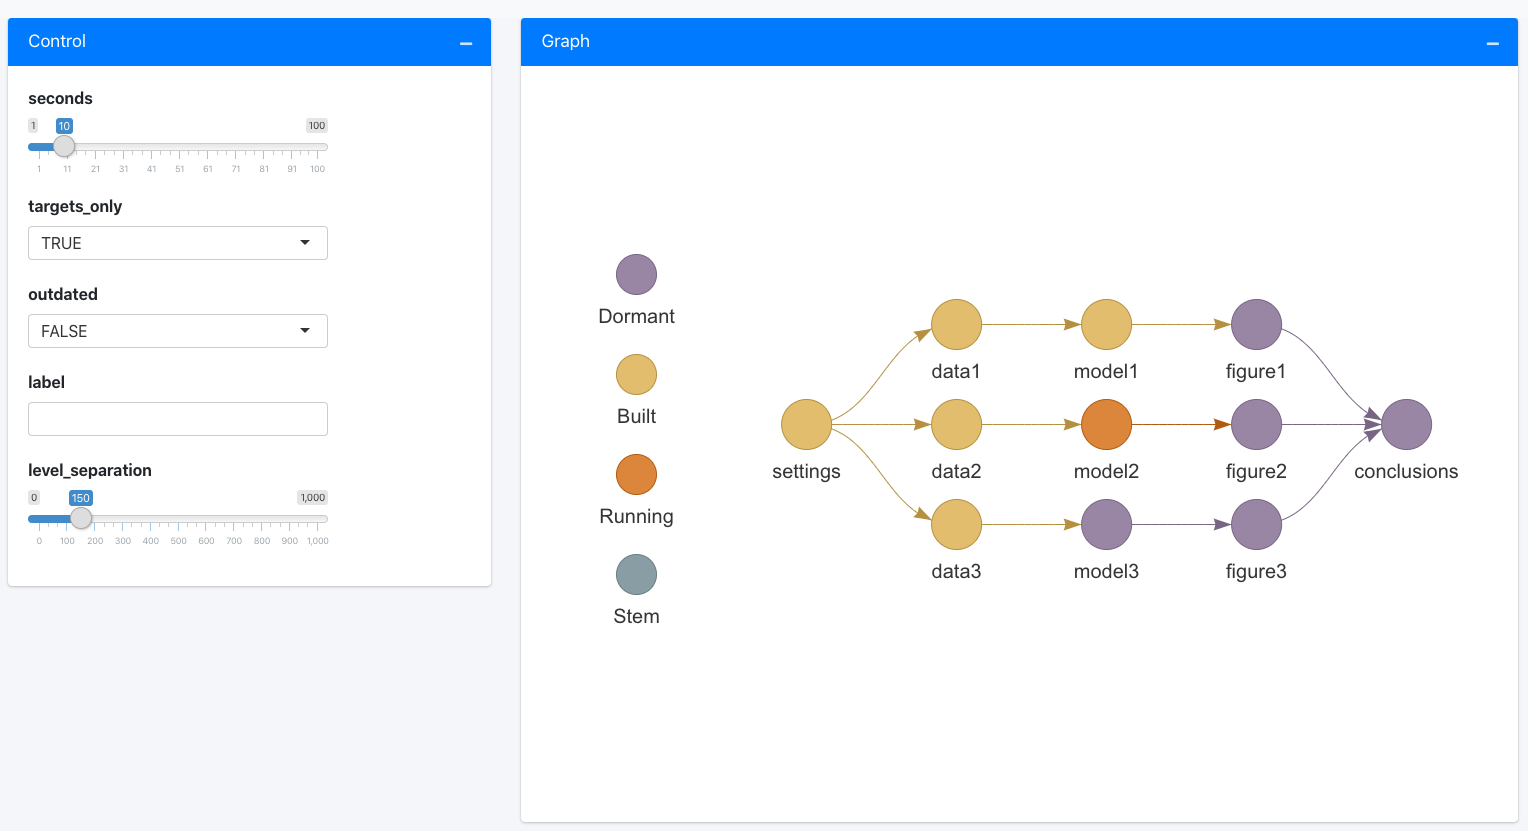 Control
seconds
1 10 100
1 11 21 31 41 51 61 71 81 91 100
targets_only
TRUE
outdated
FALSE
label
level_separation
0 150 1,000
0 100 200 300 400 500 600 700 800 900 1,000
Graph
Dormant
Built
Running
Stem
data1 model1 figure1
settings data2 model2 figure2 conclusions
data3 model3 figure3